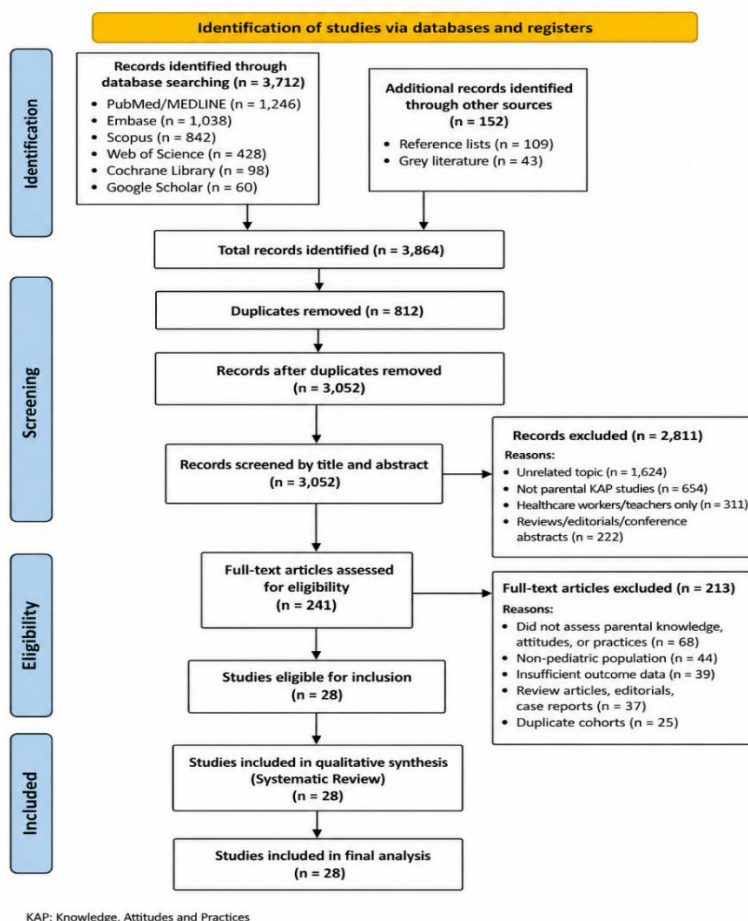 Identification of studies via databases and registers
Identification
Records identified through
database searching (n = 3,712)
• PubMed/MEDLINE (n = 1,246)
• Embase (n = 1,038)
• Scopus (n = 842)
• Web of Science (n = 428)
• Cochrane Library (n = 98)
• Google Scholar (n = 60)
Additional records identified
through other sources
(n = 152)
• Reference lists (n = 109)
• Grey literature (n = 43)
Total records identified (n = 3,864)
Screening
Duplicates removed (n = 812)
Records after duplicates removed
(n = 3,052)
Records screened by title and abstract
(n = 3,052)
Records excluded (n = 2,811)
Reasons:
• Unrelated topic (n = 1,624)
• Not parental KAP studies (n = 654)
• Healthcare workers/teachers only (n = 311)
• Reviews/editorials/conference
abstracts (n = 222)
Eligibility
Full-text articles assessed
for eligibility
(n = 241)
Full-text articles excluded (n = 213)
Reasons:
• Did not assess parental knowledge,
attitudes, or practices (n = 68)
• Non-pediatric population (n = 44)
• Insufficient outcome data (n = 39)
• Review articles, editorials,
case reports (n = 37)
• Duplicate cohorts (n = 25)
Studies eligible for inclusion
(n = 28)
Included
Studies included in qualitative synthesis
(Systematic Review)
(n = 28)
Studies included in final analysis
(n = 28)
KAP: Knowledge, Attitudes and Practices